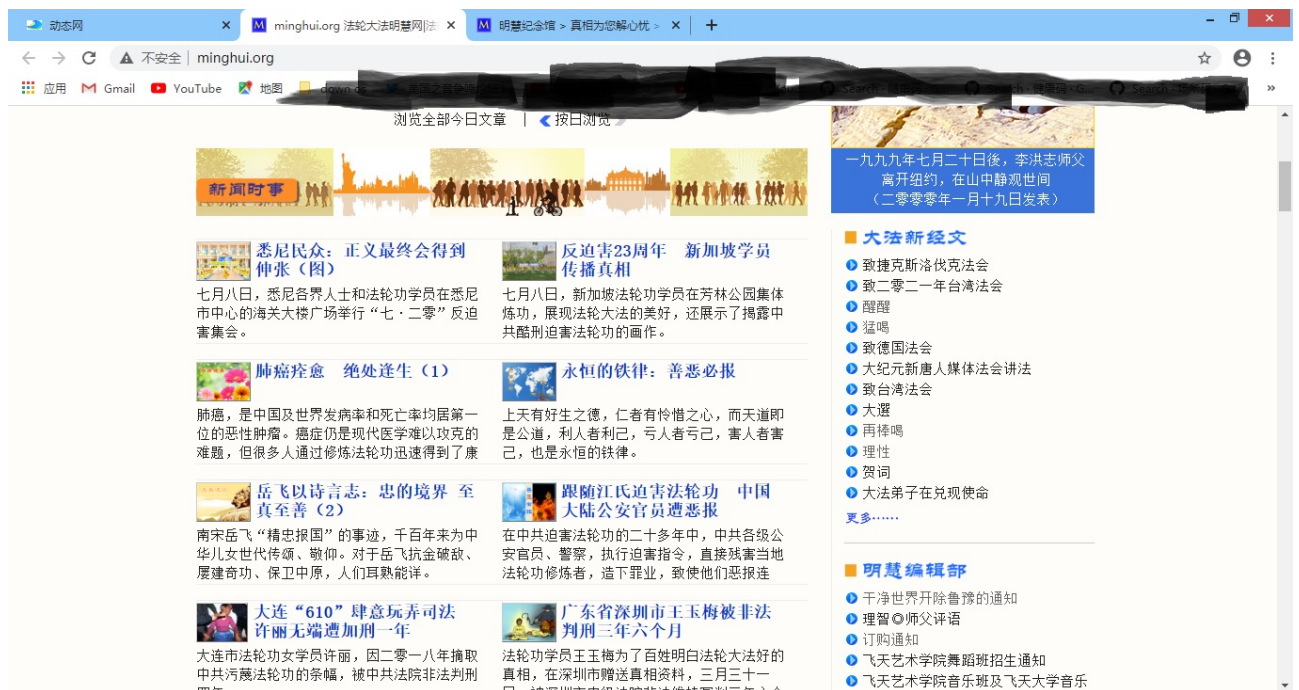 动态网
minghui.org 法轮大法明慧网|法
明慧纪念馆 > 真相为您解心忧 >
不安全 | minghui.org
应用 Gmail YouTube 地图
浏览全部今日文章 | 按日浏览
新闻时事
悉尼民众：正义最终会得到
伸张（图）
七月八日，悉尼各界人士和法轮功学员在悉尼
市中心的海关大楼广场举行“七·二零”反迫
害集会。
反迫害23周年 新加坡学员
传播真相
七月八日，新加坡法轮功学员在芳林公园集体
炼功，展现法轮大法的美好，还展示了揭露中
共酷刑迫害法轮功的画作。
肺癌痊愈 绝处逢生（1）
肺癌，是中国及世界发病率和死亡率均居第一
位的恶性肿瘤。癌症仍是现代医学难以攻克的
难题，但很多人通过修炼法轮功迅速得到了康
永恒的铁律：善恶必报
上天有好生之德，仁者有怜惜之心，而天道即
是公道，利人者利己，亏人者亏己，害人者害
己，也是永恒的铁律。
岳飞以诗言志：忠的境界 至
真至善（2）
南宋岳飞“精忠报国”的事迹，千百年来为中
华儿女世代传颂、敬仰。对于岳飞抗金破敌、
屡建奇功、保卫中原，人们耳熟能详。
跟随江氏迫害法轮功 中国
大陆公安官员遭恶报
在中共迫害法轮功的二十多年中，中共各级公
安官员、警察，执行迫害指令，直接残害当地
法轮功修炼者，造下罪业，致使他们恶报连
大连“610”肆意玩弄司法
许丽无端遭加刑一年
大连市法轮功女学员许丽，因二零一八年摘取
中共污蔑法轮功的条幅，被中共法院非法判刑
广东省深圳市王玉梅被非法
判刑三年六个月
法轮功学员王玉梅为了百姓明白法轮大法好的
真相，在深圳市赠送真相资料，三月三十一
一九九九年七月二十日後，李洪志师父
离开纽约，在山中静观世间
（二零零零年一月十九日发表）
大法新经文
致捷克斯洛伐克法会
致二零二一年台湾法会
醒醒
猛喝
致德国法会
大纪元新唐人媒体法会讲法
致台湾法会
大選
再棒喝
理性
贺词
大法弟子在兑现使命
更多……
明慧编辑部
干净世界开除鲁豫的通知
理智◎师父评语
订购通知
飞天艺术学院舞蹈班招生通知
飞天艺术学院音乐班及飞天大学音乐